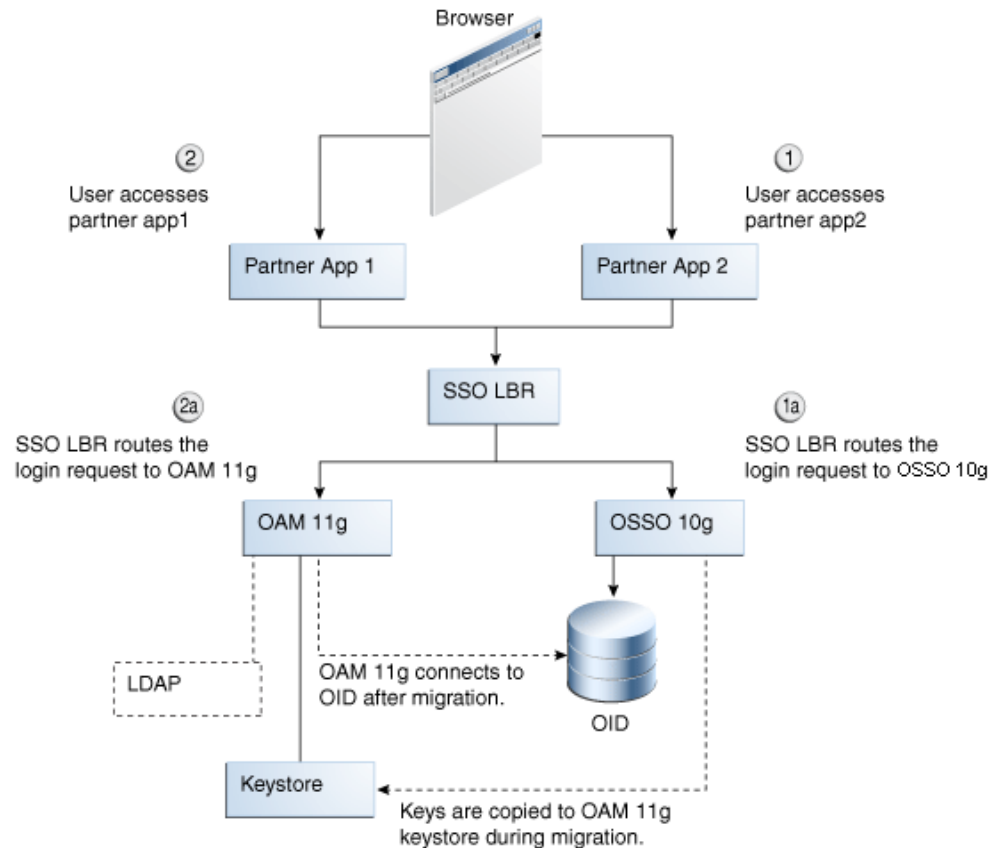 Browser
2
User accesses
partner app1
1
User accesses
partner app2
Partner App 1
Partner App 2
SSO LBR
2a
SSO LBR routes the
login request to OAM 11g
1a
SSO LBR routes the
login request to OSSO 10g
OAM 11g
OSSO 10g
LDAP
OAM 11g connects to
OID after migration.
OID
Keystore
Keys are copied to OAM 11g
keystore during migration.